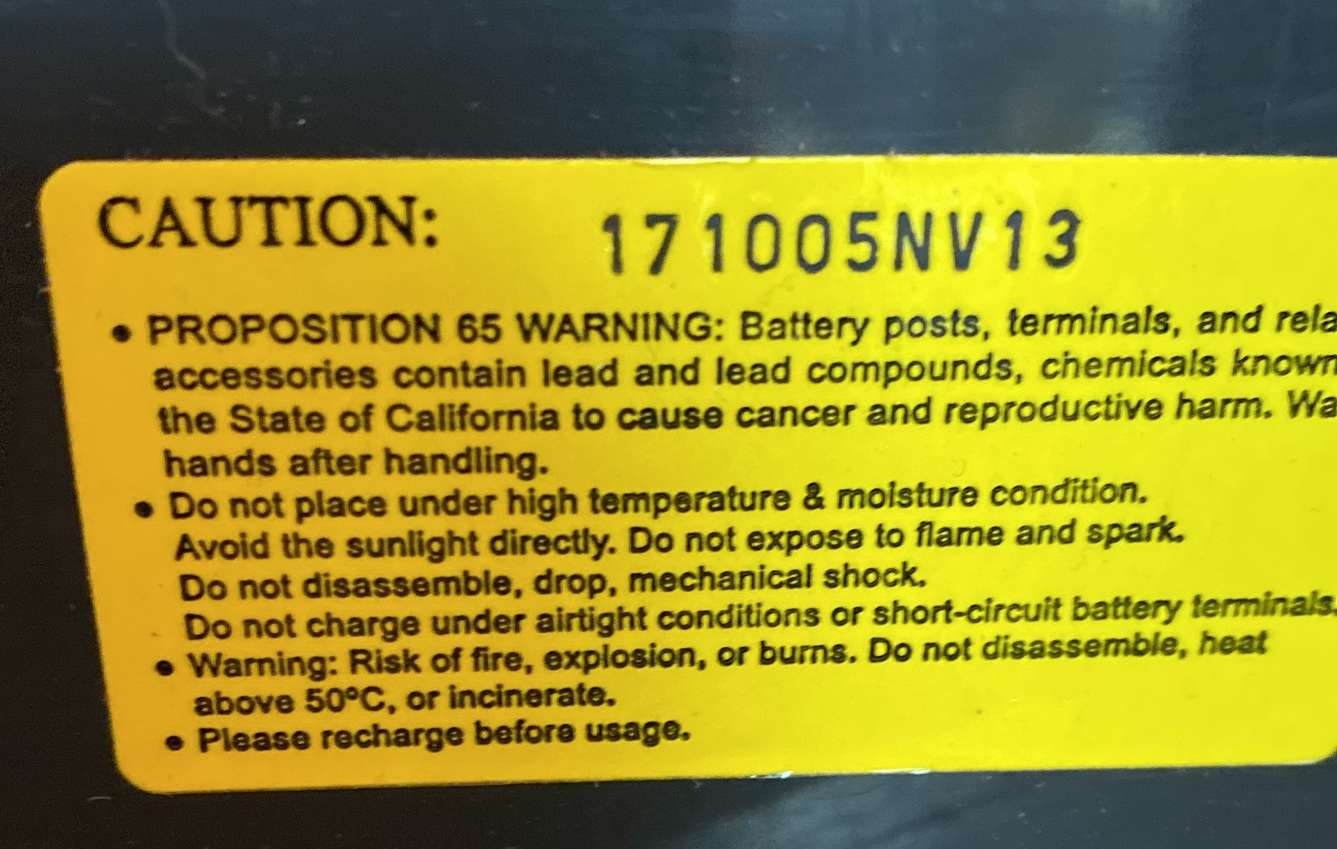 CAUTION: 171005NV13
• PROPOSITION 65 WARNING: Battery posts, terminals, and rela
accessories contain lead and lead compounds, chemicals known
the State of California to cause cancer and reproductive harm. Wa
hands after handling.
• Do not place under high temperature & moisture condition.
Avoid the sunlight directly. Do not expose to flame and spark.
Do not disassemble, drop, mechanical shock.
Do not charge under airtight conditions or short-circuit battery terminals.
• Warning: Risk of fire, explosion, or burns. Do not disassemble, heat
above 50ºC, or incinerate.
• Please recharge before usage.